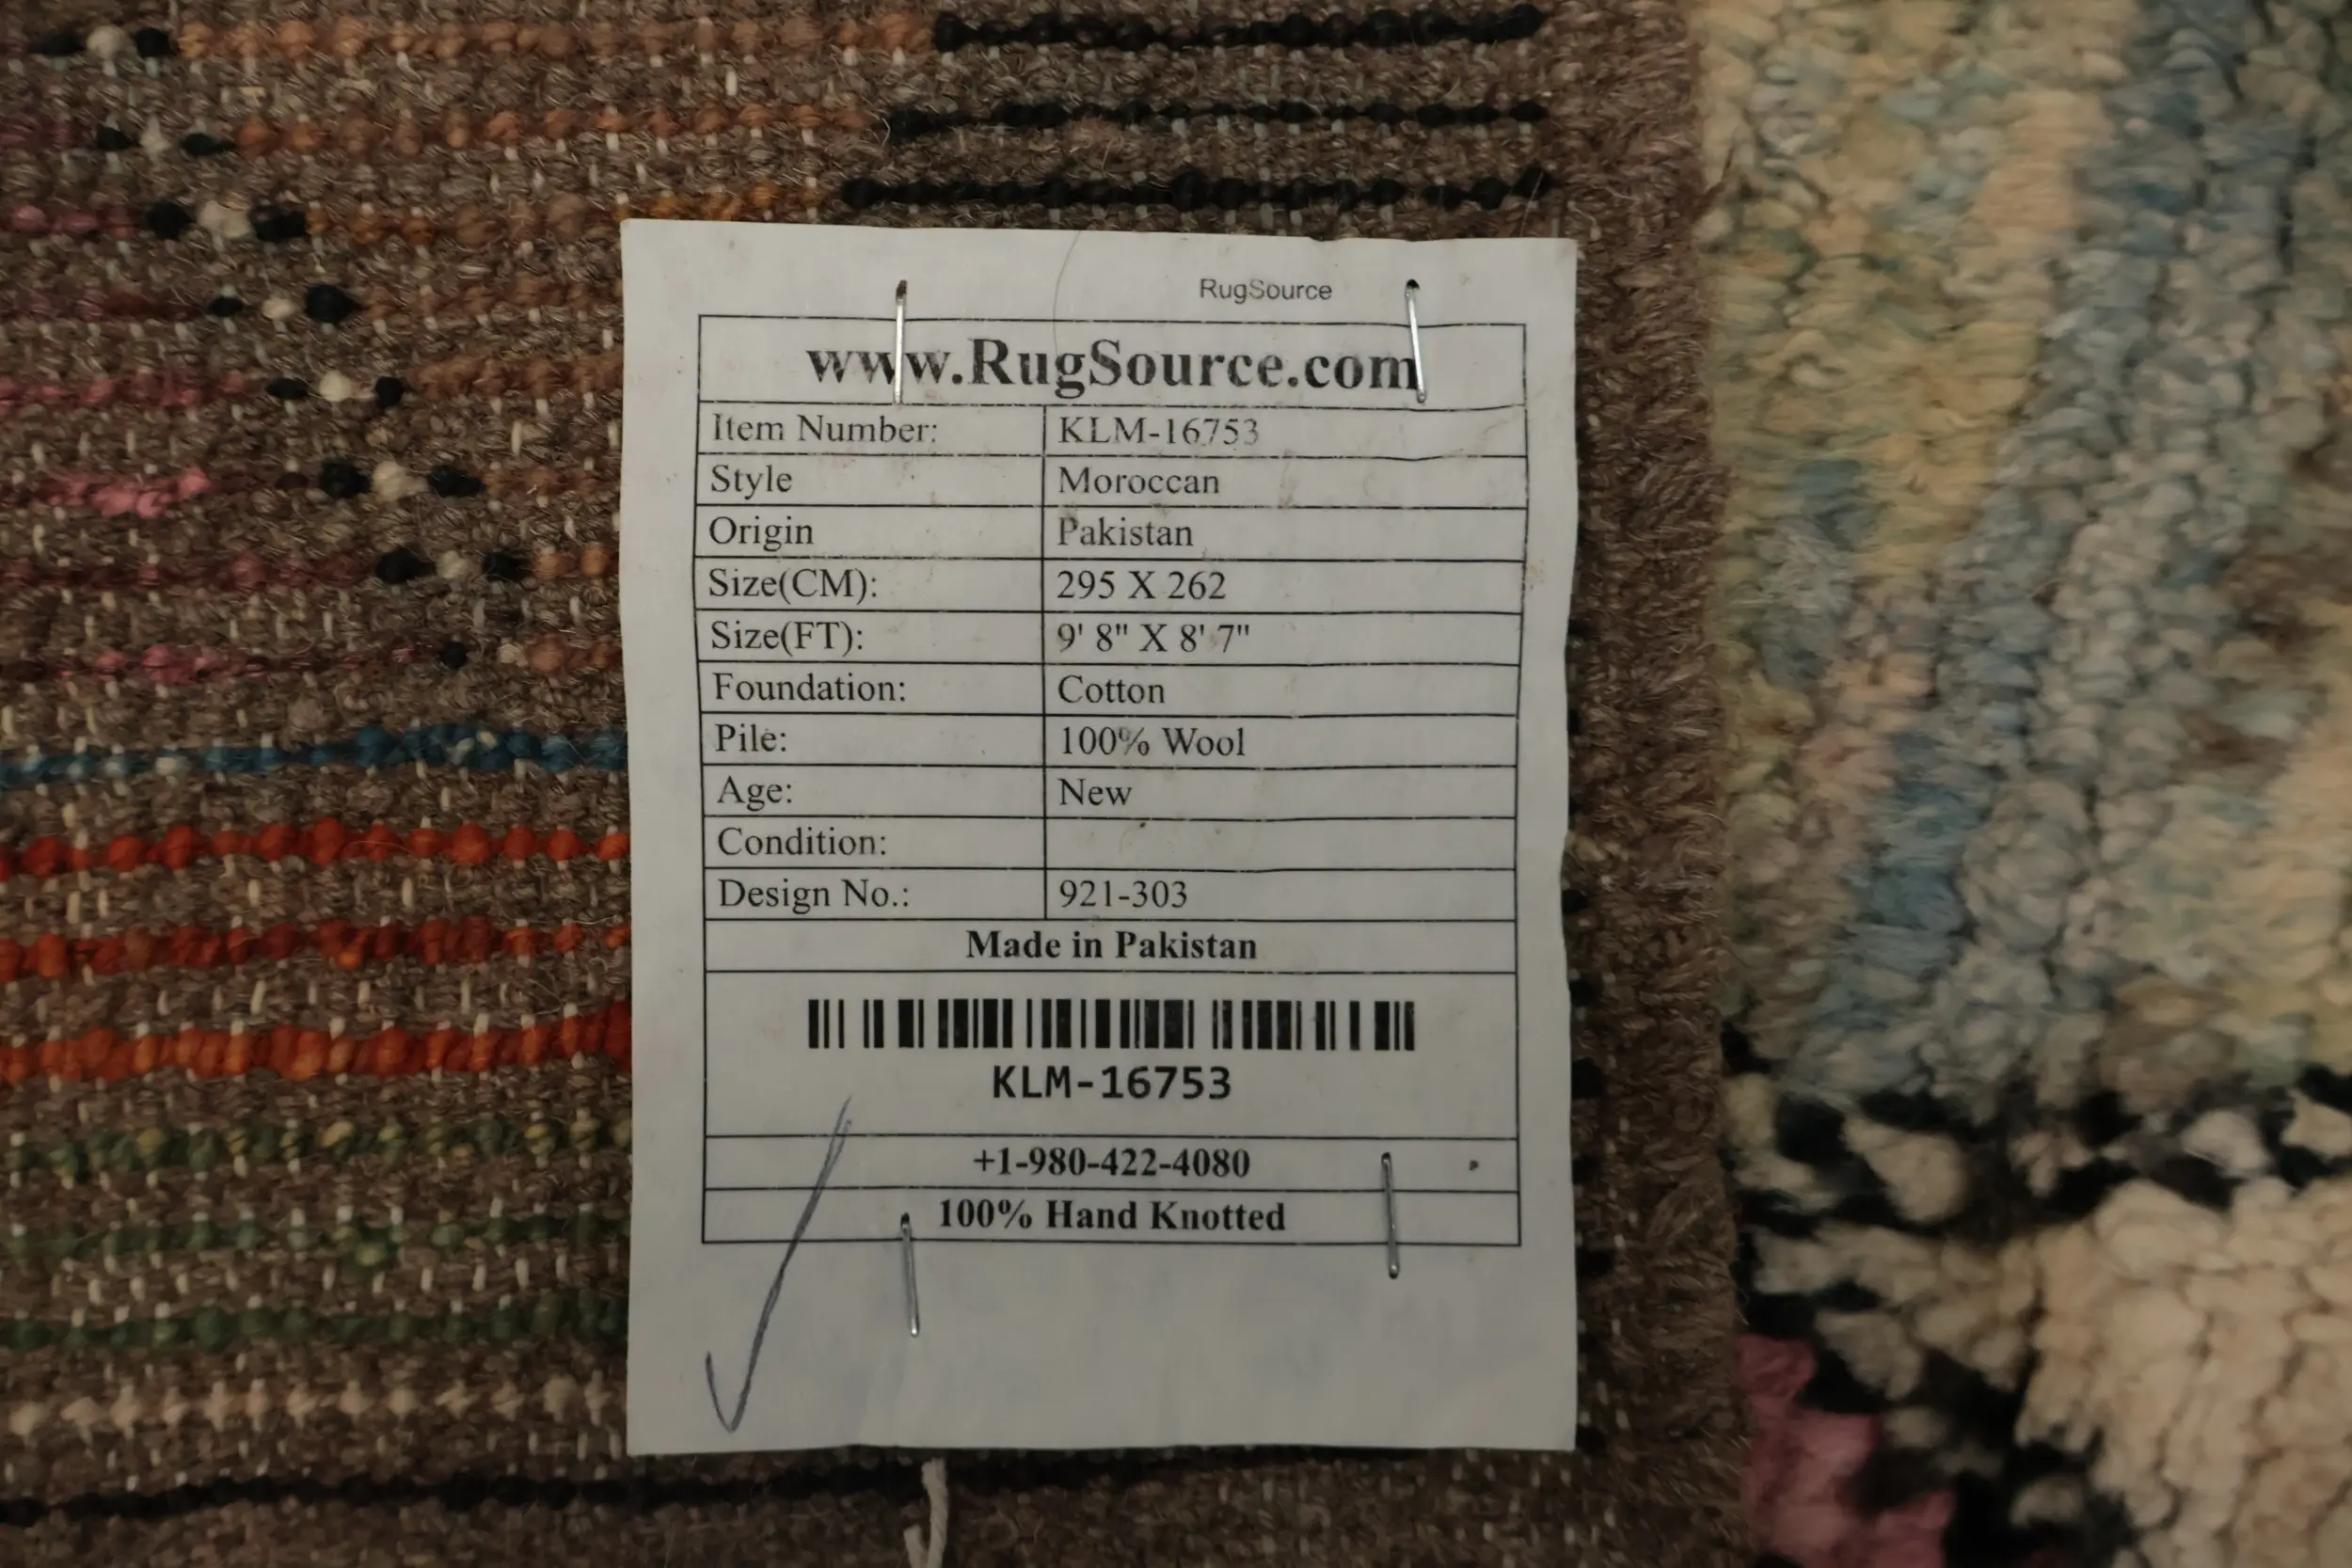 RugSource
www.RugSource.com
Item Number: KLM-16753
Style Moroccan
Origin Pakistan
Size(CM): 295 X 262
Size(FT): 9' 8" X 8' 7"
Foundation: Cotton
Pile: 100% Wool
Age: New
Condition:
Design No.: 921-303
Made in Pakistan
KLM-16753
+1-980-422-4080
100% Hand Knotted